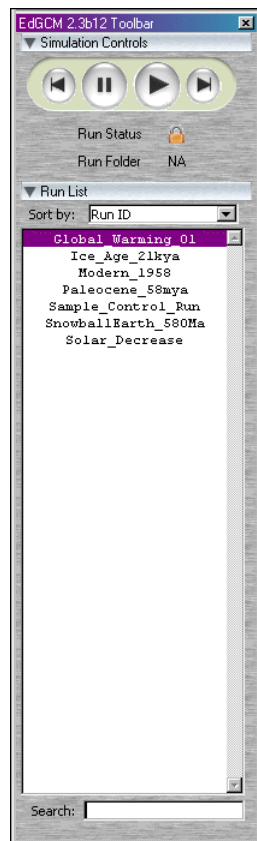 EdGCM 2.3b12 Toolbar
Simulation Controls
Run Status
Run Folder NA
Run List
Sort by: Run ID
Global_Warming_01
Ice_Age_21kya
Modern_1958
Paleocene_58mya
Sample_Control_Run
SnowballEarth_580Ma
Solar_Decrease
Search: